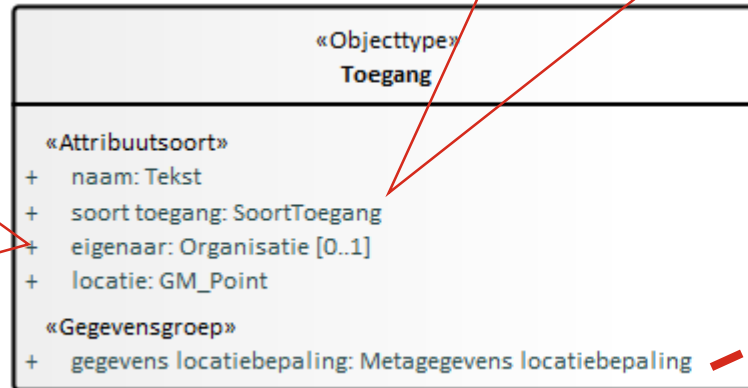 «Objecttype»
Toegang
«Attribuutsoort»
+ naam: Tekst
+ soort toegang: SoortToegang
+ eigenaar: Organisatie [0..1]
+ locatie: GM_Point
«Gegevensgroep»
+ gegevens locatiebepaling: Metagegevens locatiebepaling